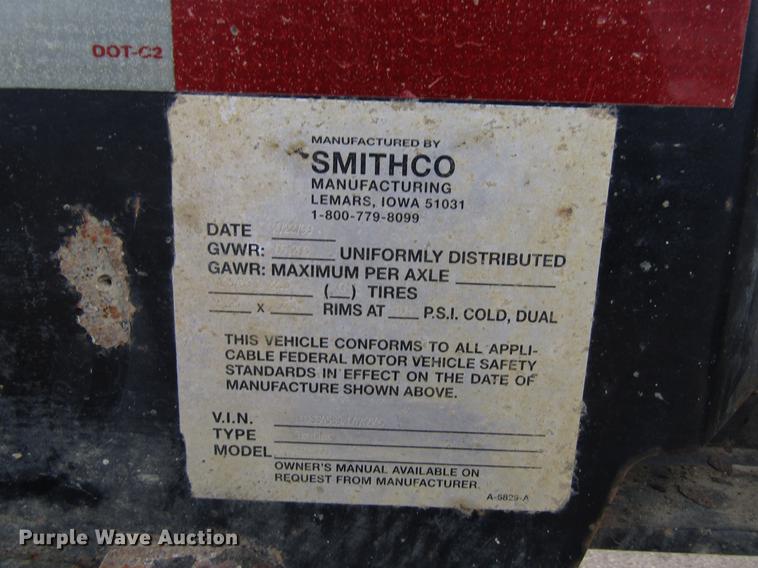 DOT-C2
MANUFACTURED BY
SMITHCO
MANUFACTURING
LEMARS, IOWA 51031
1-800-779-8099
DATE
GVWR: UNIFORMLY DISTRIBUTED
GAWR: MAXIMUM PER AXLE
(__) TIRES
X RIMS AT P.S.I. COLD, DUAL
THIS VEHICLE CONFORMS TO ALL APPLI-
CABLE FEDERAL MOTOR VEHICLE SAFETY
STANDARDS IN EFFECT ON THE DATE OF
MANUFACTURE SHOWN ABOVE.
V.I.N.
TYPE
MODEL
OWNER'S MANUAL AVAILABLE ON
REQUEST FROM MANUFACTURER.
A-5829-A
Purple Wave Auction